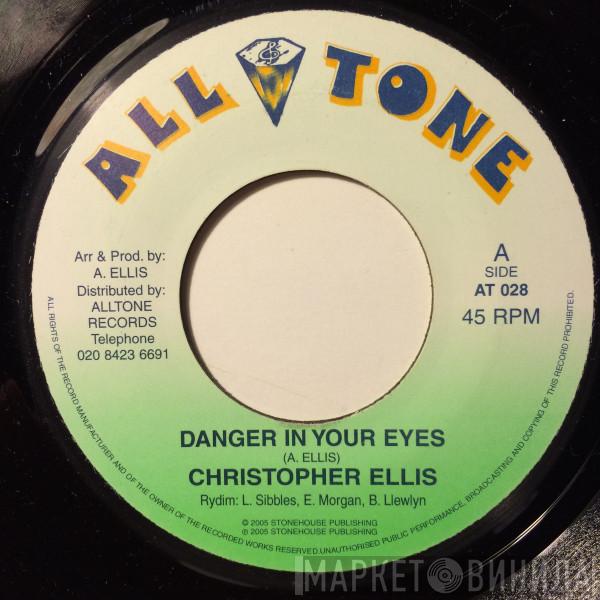 ALL TONE
Arr & Prod. by:
A. ELLIS
Distributed by:
ALLTONE
RECORDS
Telephone
020 8423 6691
A
SIDE
AT 028
45 RPM
DANGER IN YOUR EYES
(A. ELLIS)
CHRISTOPHER ELLIS
Rydim: L. Sibbles, E. Morgan, B. Llewlyn
© 2005 STONEHOUSE PUBLISHING
℗ 2005 STONEHOUSE PUBLISHING
ALL RIGHTS OF THE RECORD MANUFACTURER AND OF THE OWNER OF THE RECORDED WORKS RESERVED.UNAUTHORISED PUBLIC PERFORMANCE, BROADCASTING AND COPYING OF THIS RECORD PROHIBITED.
МАРКЕТ ВИНИЛА